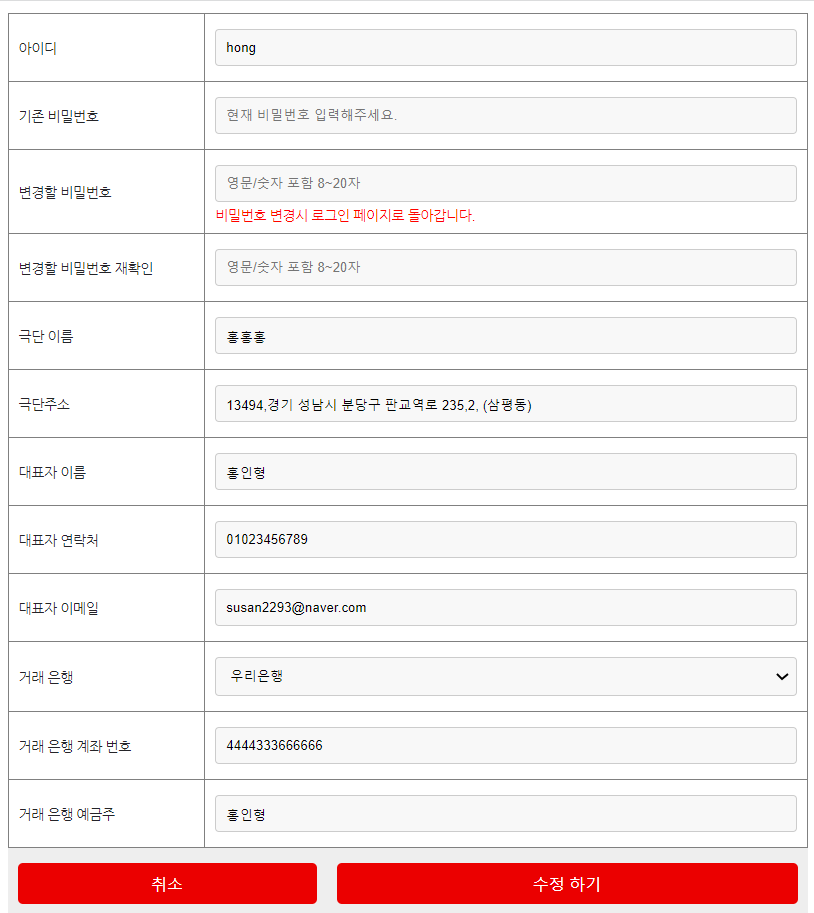 아이디
hong
기존 비밀번호
현재 비밀번호 입력해주세요.
변경할 비밀번호
영문/숫자 포함 8~20자
비밀번호 변경시 로그인 페이지로 돌아갑니다.
변경할 비밀번호 재확인
영문/숫자 포함 8~20자
극단 이름
홍홍홍
극단주소
13494,경기 성남시 분당구 판교역로 235,2, (삼평동)
대표자 이름
홍인형
대표자 연락처
01023456789
대표자 이메일
susan2293@naver.com
거래 은행
우리은행
거래 은행 계좌 번호
4444333666666
거래 은행 예금주
홍인형
취소
수정 하기